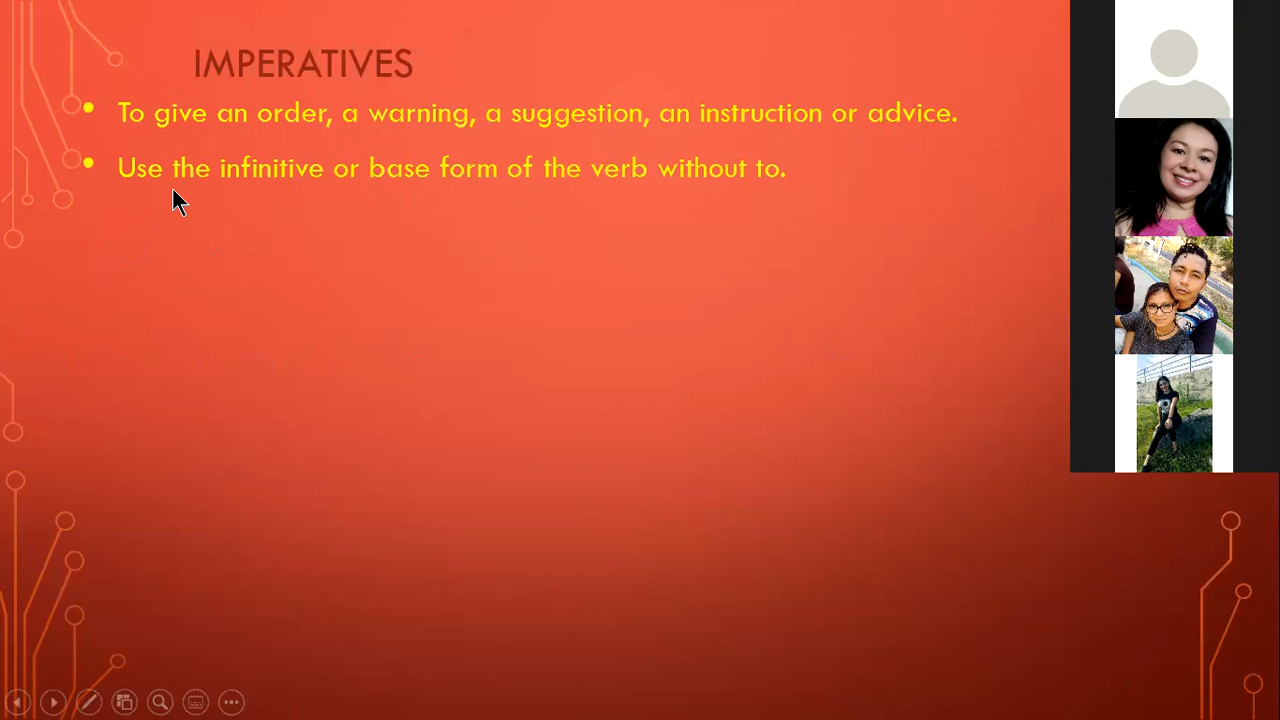 IMPERATIVES
• To give an order, a warning, a suggestion, an instruction or advice.
• Use the infinitive or base form of the verb without to.